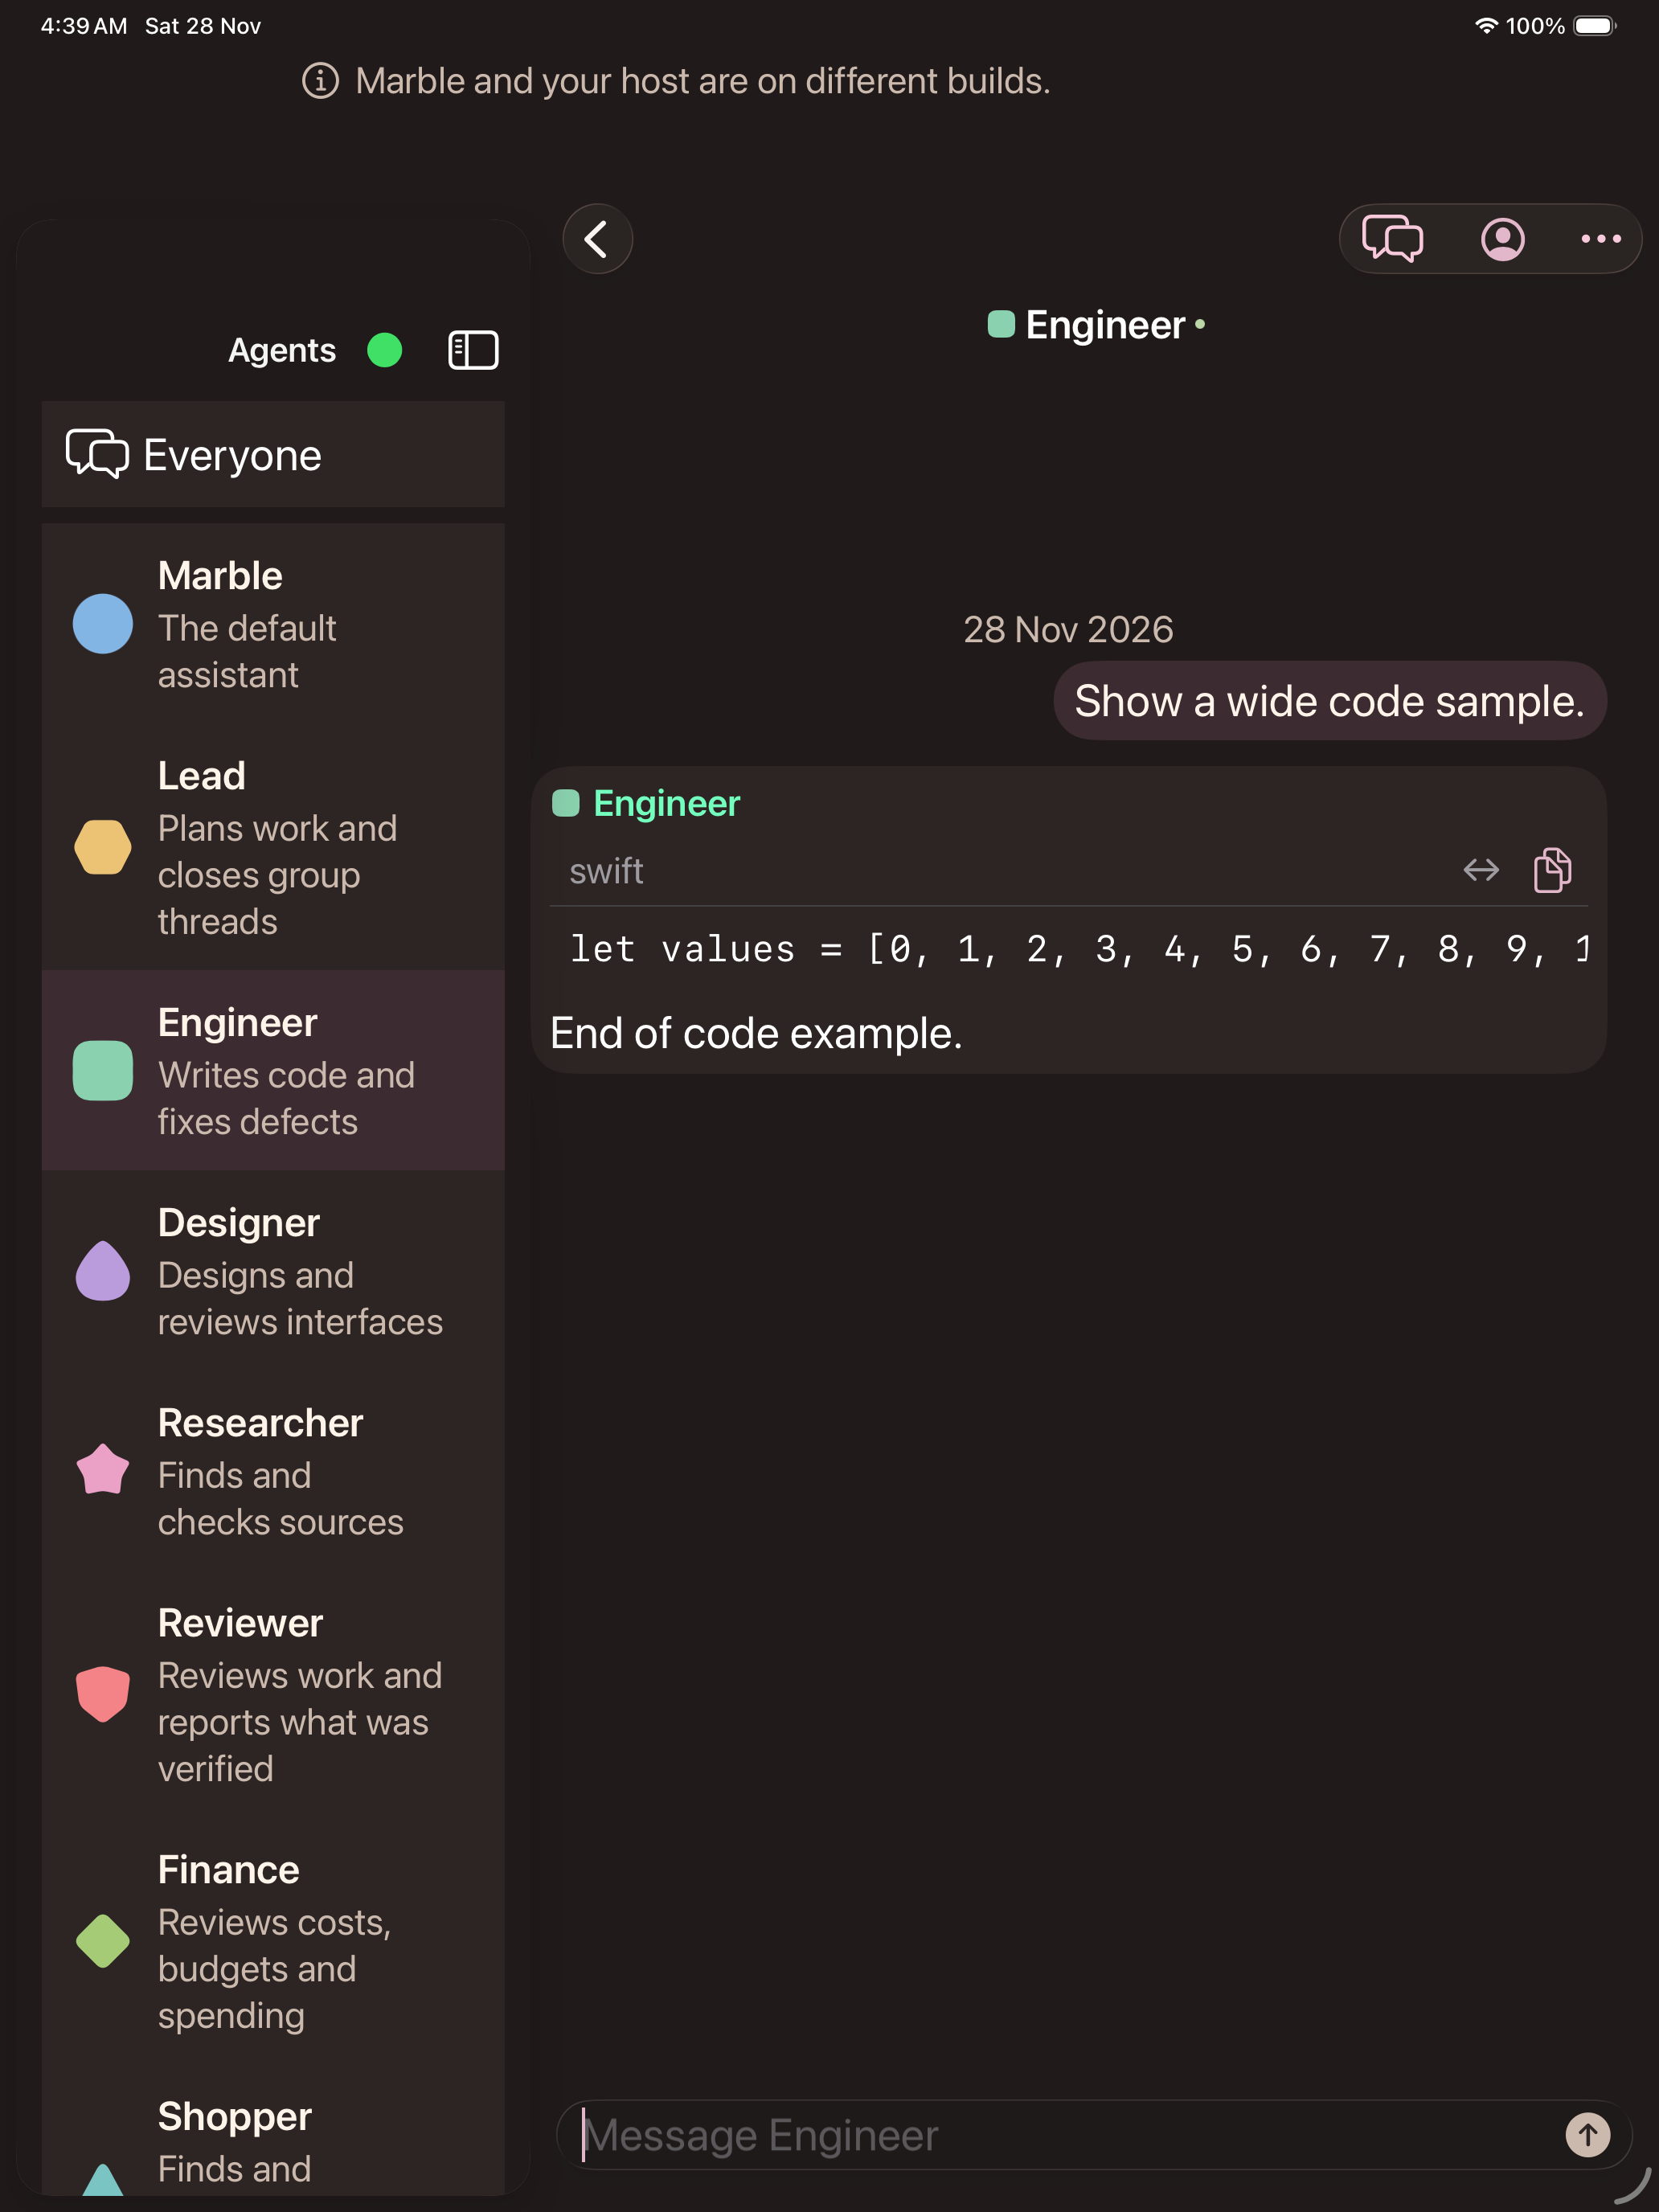 4:39 AM Sat 28 Nov
100%
Marble and your host are on different builds.
Agents
Everyone
Marble
The default
assistant
Lead
Plans work and
closes group
threads
Engineer
Writes code and
fixes defects
Designer
Designs and
reviews interfaces
Researcher
Finds and
checks sources
Reviewer
Reviews work and
reports what was
verified
Finance
Reviews costs,
budgets and
spending
Shopper
Finds and
Engineer
28 Nov 2026
Show a wide code sample.
Engineer
swift
let values = [0, 1, 2, 3, 4, 5, 6, 7, 8, 9, 1
End of code example.
Message Engineer